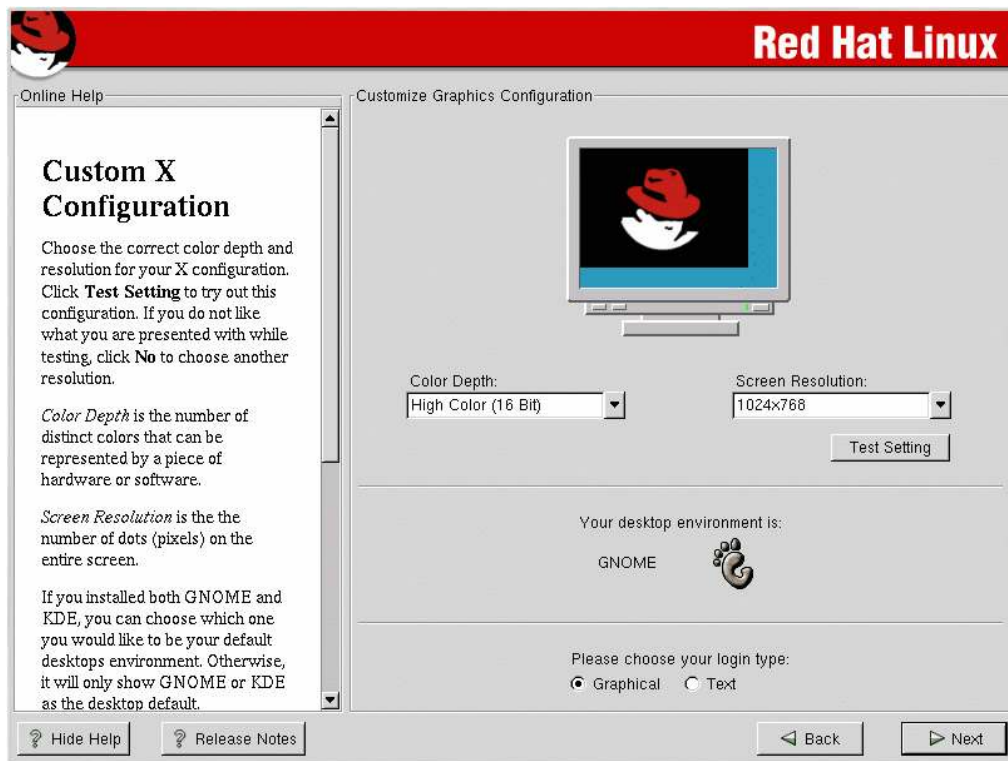 Red Hat Linux
Online Help
Custom X
Configuration
Choose the correct color depth and
resolution for your X configuration.
Click Test Setting to try out this
configuration. If you do not like
what you are presented with while
testing, click No to choose another
resolution.
Color Depth is the number of
distinct colors that can be
represented by a piece of
hardware or software.
Screen Resolution is the the
number of dots (pixels) on the
entire screen.
If you installed both GNOME and
KDE, you can choose which one
you would like to be your default
desktops environment. Otherwise,
it will only show GNOME or KDE
as the desktop default.
Customize Graphics Configuration
Color Depth:
High Color (16 Bit)
Screen Resolution:
1024x768
Test Setting
Your desktop environment is:
GNOME
Please choose your login type:
Graphical
Text
Hide Help
Release Notes
Back
Next